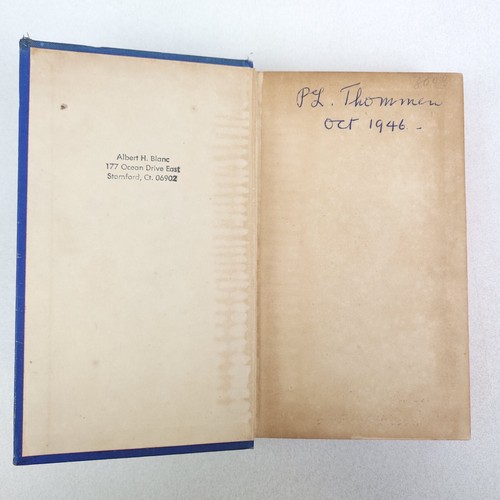 Albert H. Blanc
177 Ocean Drive East
Stamford, Ct. 06902
P.L. Thommen
Oct 1946 -